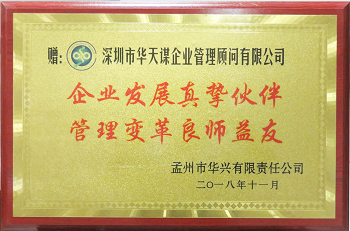 赠：深圳市华天谋企业管理顾问有限公司
企业发展真挚伙伴
管理变革良师益友
孟州市华兴有限责任公司
二〇一八年十一月